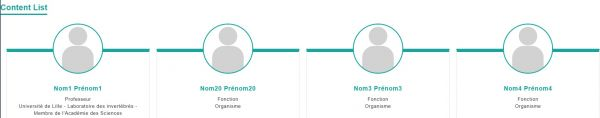 Content List
Nom1 Prénom1
Professeur
Université de Lille - Laboratoire des invertébrés -
Membre de l'Académie des Sciences
Nom20 Prénom20
Fonction
Organisme
Nom3 Prénom3
Fonction
Organisme
Nom4 Prénom4
Fonction
Organisme